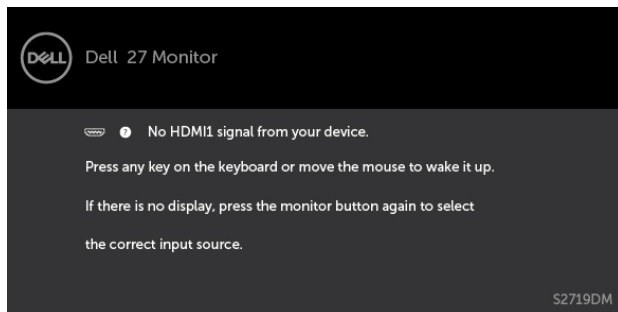 DELL Dell 27 Monitor
? No HDMI1 signal from your device.
Press any key on the keyboard or move the mouse to wake it up.
If there is no display, press the monitor button again to select
the correct input source.
S2719DM